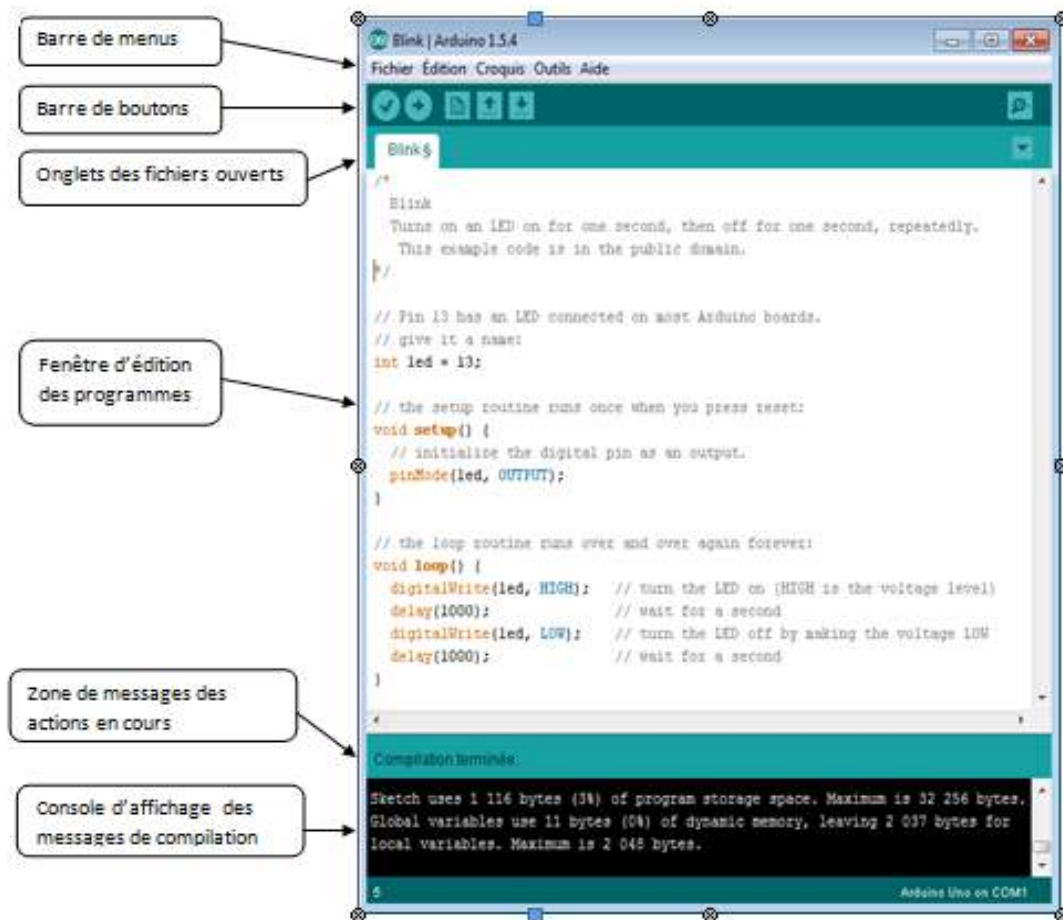 Barre de menus
Barre de boutons
Onglets des fichiers ouverts
Fenêtre d'édition
des programmes
Zone de messages des
actions en cours
Console d'affichage des
messages de compilation
Blink | Arduino 1.5.4
Fichier Édition Croquis Outils Aide
Blink §
/*
Blink
Turns on an LED on for one second, then off for one second, repeatedly.
This example code is in the public domain.
*/
// Pin 13 has an LED connected on most Arduino boards.
// give it a name:
int led = 13;
// the setup routine runs once when you press reset:
void setup() {
// initialize the digital pin as an output.
pinMode(led, OUTPUT);
}
// the loop routine runs over and over again forever:
void loop() {
digitalWrite(led, HIGH); // turn the LED on (HIGH is the voltage level)
delay(1000); // wait for a second
digitalWrite(led, LOW); // turn the LED off by making the voltage LOW
delay(1000); // wait for a second
}
Compilation terminée.
Sketch uses 1 116 bytes (3%) of program storage space. Maximum is 32 256 bytes.
Global variables use 11 bytes (0%) of dynamic memory, leaving 2 037 bytes for
local variables. Maximum is 2 048 bytes.
5
Arduino Uno on COM1